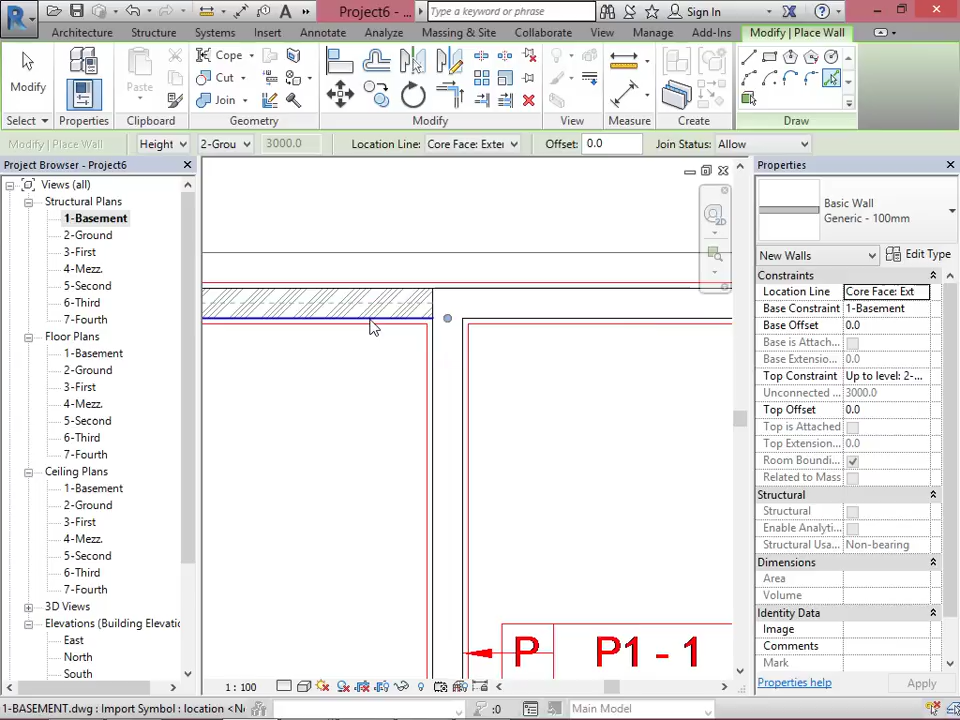 Project6 - ...
Type a keyword or phrase
Sign In
Architecture Structure Systems Insert Annotate Analyze Massing & Site Collaborate View Manage Add-Ins Modify | Place Wall
Modify
Paste
Cope
Cut
Join
Select Properties Clipboard Geometry Modify View Measure Create Draw
Modify | Place Wall Height 2-Grou 3000.0 Location Line: Core Face: Exter Offset: 0.0 Join Status: Allow
Project Browser - Project6
Views (all)
Structural Plans
1-Basement
2-Ground
3-First
4-Mezz.
5-Second
6-Third
7-Fourth
Floor Plans
1-Basement
2-Ground
3-First
4-Mezz.
5-Second
6-Third
7-Fourth
Ceiling Plans
1-Basement
2-Ground
3-First
4-Mezz.
5-Second
6-Third
7-Fourth
3D Views
Elevations (Building Elevation
East
North
South
2D
P P1 - 1
1 : 100
Properties
Basic Wall
Generic - 100mm
New Walls Edit Type
Constraints
Location Line Core Face: Ext
Base Constraint 1-Basement
Base Offset 0.0
Base is Attach...
Base Extension... 0.0
Top Constraint Up to level: 2-...
Unconnected ... 3000.0
Top Offset 0.0
Top is Attached
Top Extension... 0.0
Room Boundi...
Related to Mass
Structural
Structural
Enable Analyti...
Structural Usa... Non-bearing
Dimensions
Area
Volume
Identity Data
Image
Comments
Mark
Properties help Apply
1-BASEMENT.dwg : Import Symbol : location <No
:0
Main Model